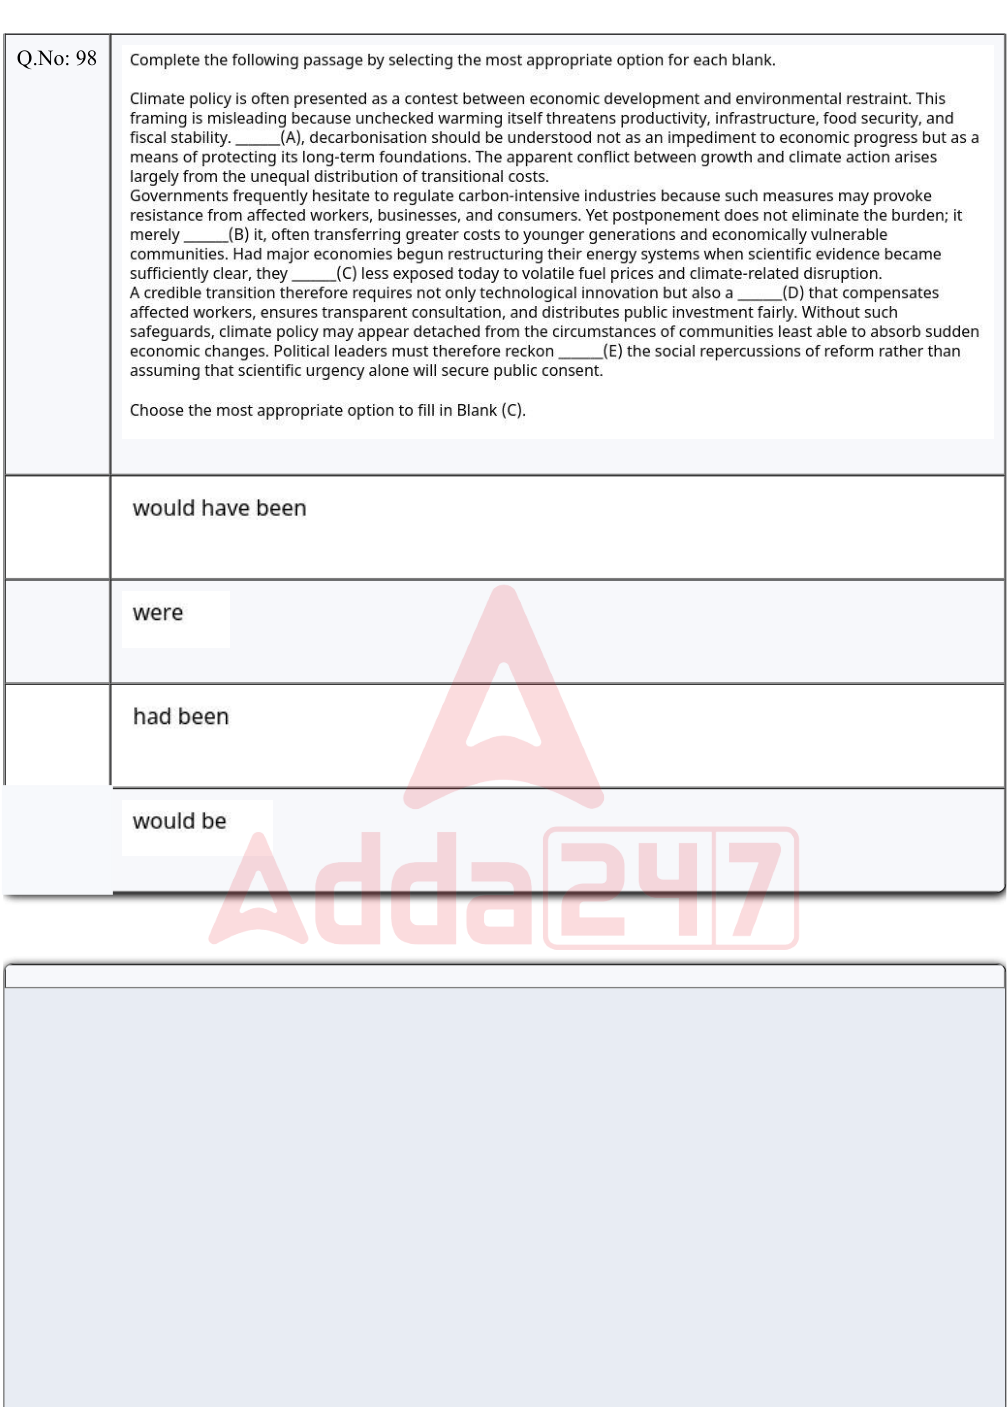 Q.No: 98
Complete the following passage by selecting the most appropriate option for each blank.
Climate policy is often presented as a contest between economic development and environmental restraint. This
framing is misleading because unchecked warming itself threatens productivity, infrastructure, food security, and
fiscal stability. ______(A), decarbonisation should be understood not as an impediment to economic progress but as a
means of protecting its long-term foundations. The apparent conflict between growth and climate action arises
largely from the unequal distribution of transitional costs.
Governments frequently hesitate to regulate carbon-intensive industries because such measures may provoke
resistance from affected workers, businesses, and consumers. Yet postponement does not eliminate the burden; it
merely ______(B) it, often transferring greater costs to younger generations and economically vulnerable
communities. Had major economies begun restructuring their energy systems when scientific evidence became
sufficiently clear, they ______(C) less exposed today to volatile fuel prices and climate-related disruption.
A credible transition therefore requires not only technological innovation but also a ______(D) that compensates
affected workers, ensures transparent consultation, and distributes public investment fairly. Without such
safeguards, climate policy may appear detached from the circumstances of communities least able to absorb sudden
economic changes. Political leaders must therefore reckon ______(E) the social repercussions of reform rather than
assuming that scientific urgency alone will secure public consent.
Choose the most appropriate option to fill in Blank (C).
would have been
were
had been
would be
Adda247